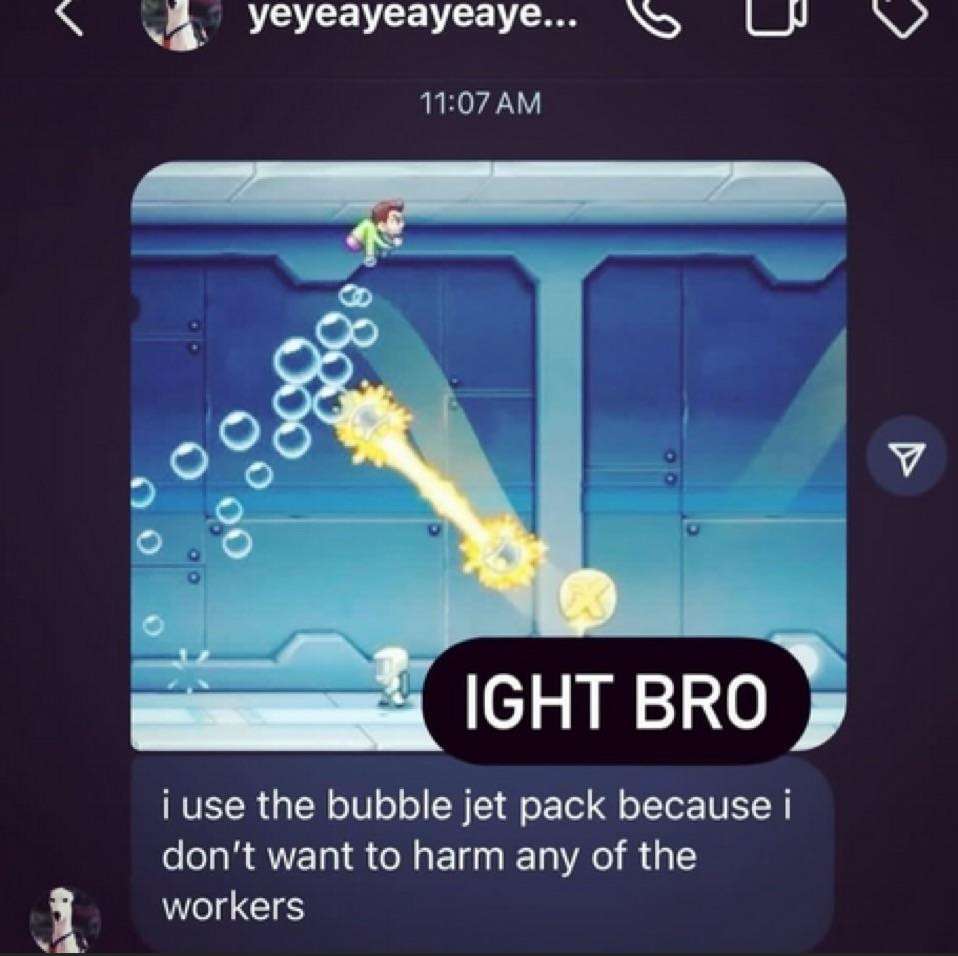 yeyeayeayeaye...
11:07 AM
IGHT BRO
i use the bubble jet pack because i
don't want to harm any of the
workers